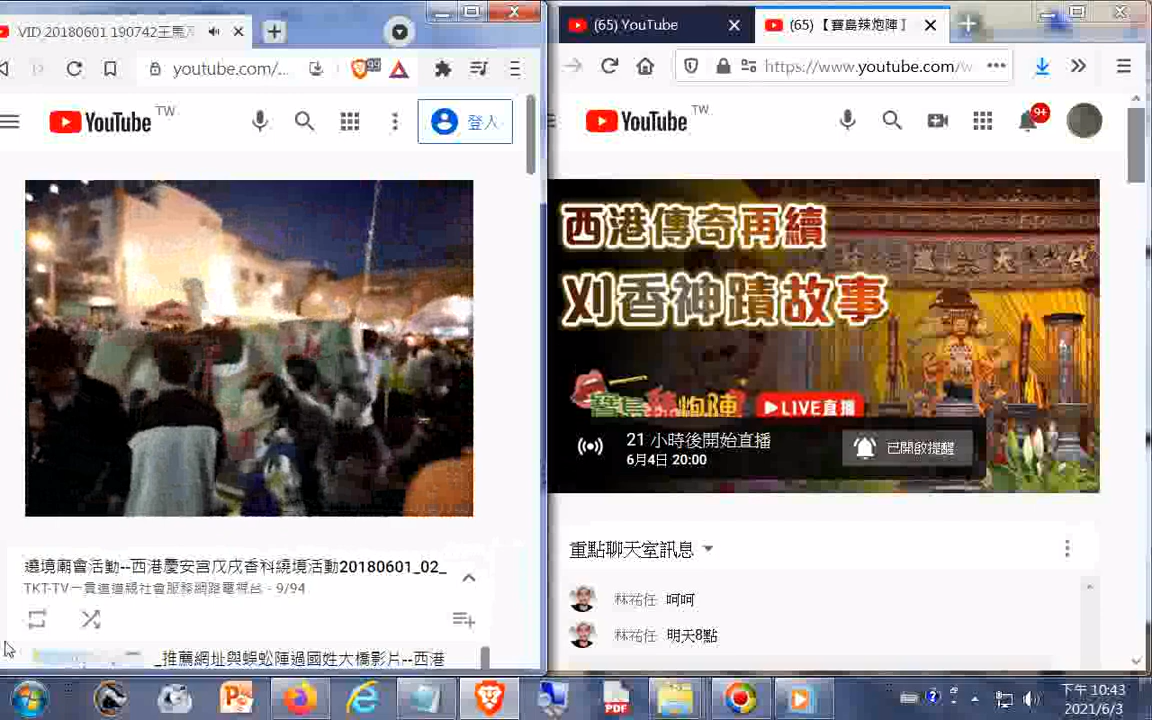 VID 20180601 190742王馬
youtube.com/...
99
YouTube TW
登入
遶境廟會活動--西港慶安宮戊戌香科繞境活動20180601_02_
TKT-TV一貫道道親社會服務網路電視台 - 9/94
_推薦網址與蜈蚣陣過國姓大橋影片--西港
(65) YouTube
(65)【寶島辣炮陣】
https://www.youtube.com/w
YouTube TW
9+
西港傳奇再續
刈香神蹟故事
寶島辣炮陣
LIVE直播
21 小時後開始直播
6月4日 20:00
已開啟提醒
重點聊天室訊息
林祐任 呵呵
林祐任 明天8點
PDF
下午 10:43
2021/6/3